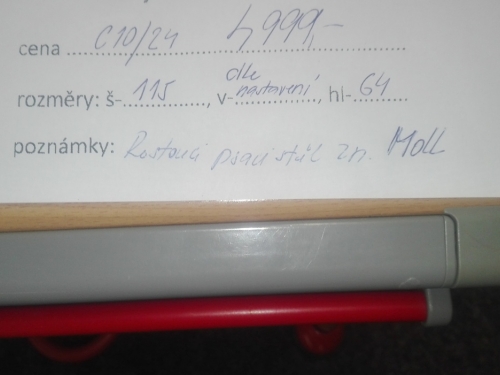 cena C10/24 4999,-
rozměry: š- 115, v- dle nastavení, hl- 64
poznámky: Rostoucí psací stůl zn. Moll